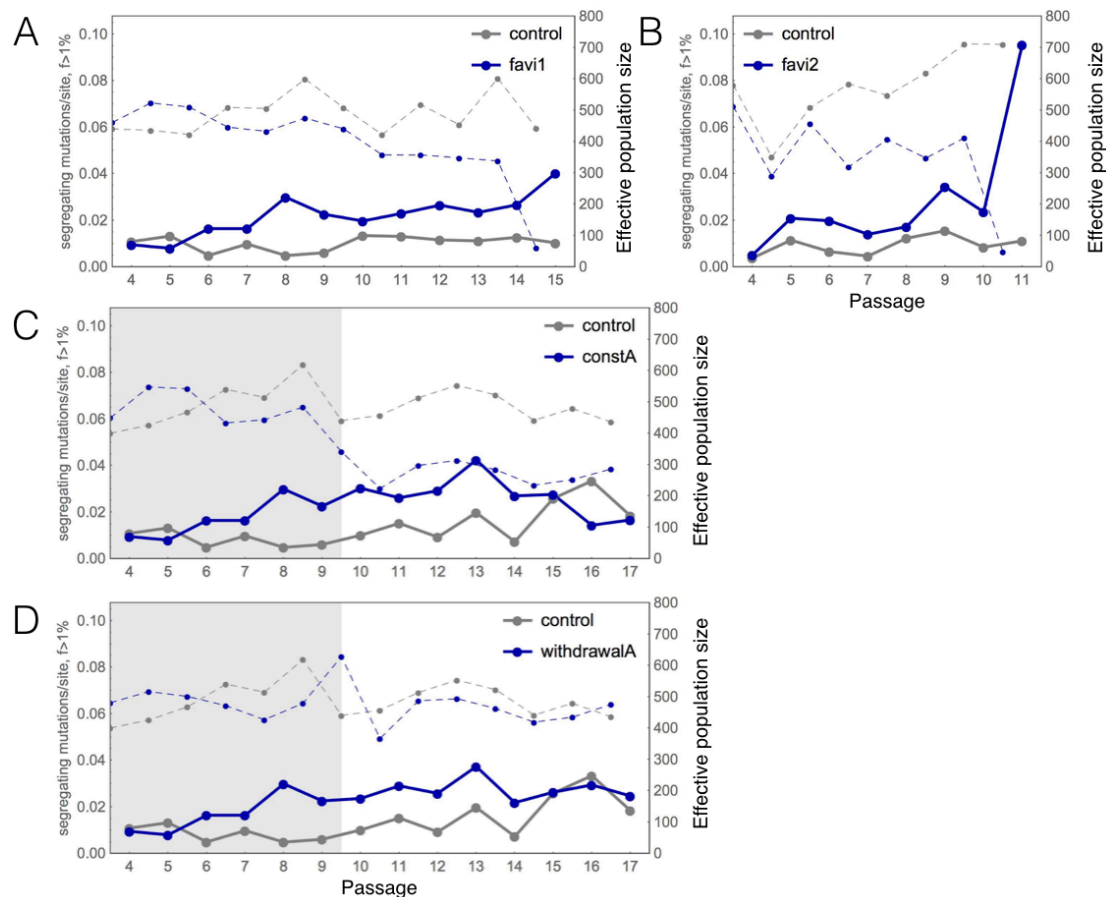 A
segregating mutations/site, f>1%
0.10
0.08
0.06
0.04
0.02
0.00
control
favi1
800
700
600
500
400
300
200
100
0
Effective population size
4 5 6 7 8 9 10 11 12 13 14 15
B
segregating mutations/site, f>1%
0.10
0.08
0.06
0.04
0.02
0.00
control
favi2
800
700
600
500
400
300
200
100
0
Effective population size
4 5 6 7 8 9 10 11
Passage
C
segregating mutations/site, f>1%
0.10
0.08
0.06
0.04
0.02
0.00
control
constA
800
700
600
500
400
300
200
100
0
Effective population size
4 5 6 7 8 9 10 11 12 13 14 15 16 17
D
segregating mutations/site, f>1%
0.10
0.08
0.06
0.04
0.02
0.00
control
withdrawalA
800
700
600
500
400
300
200
100
0
Effective population size
4 5 6 7 8 9 10 11 12 13 14 15 16 17
Passage